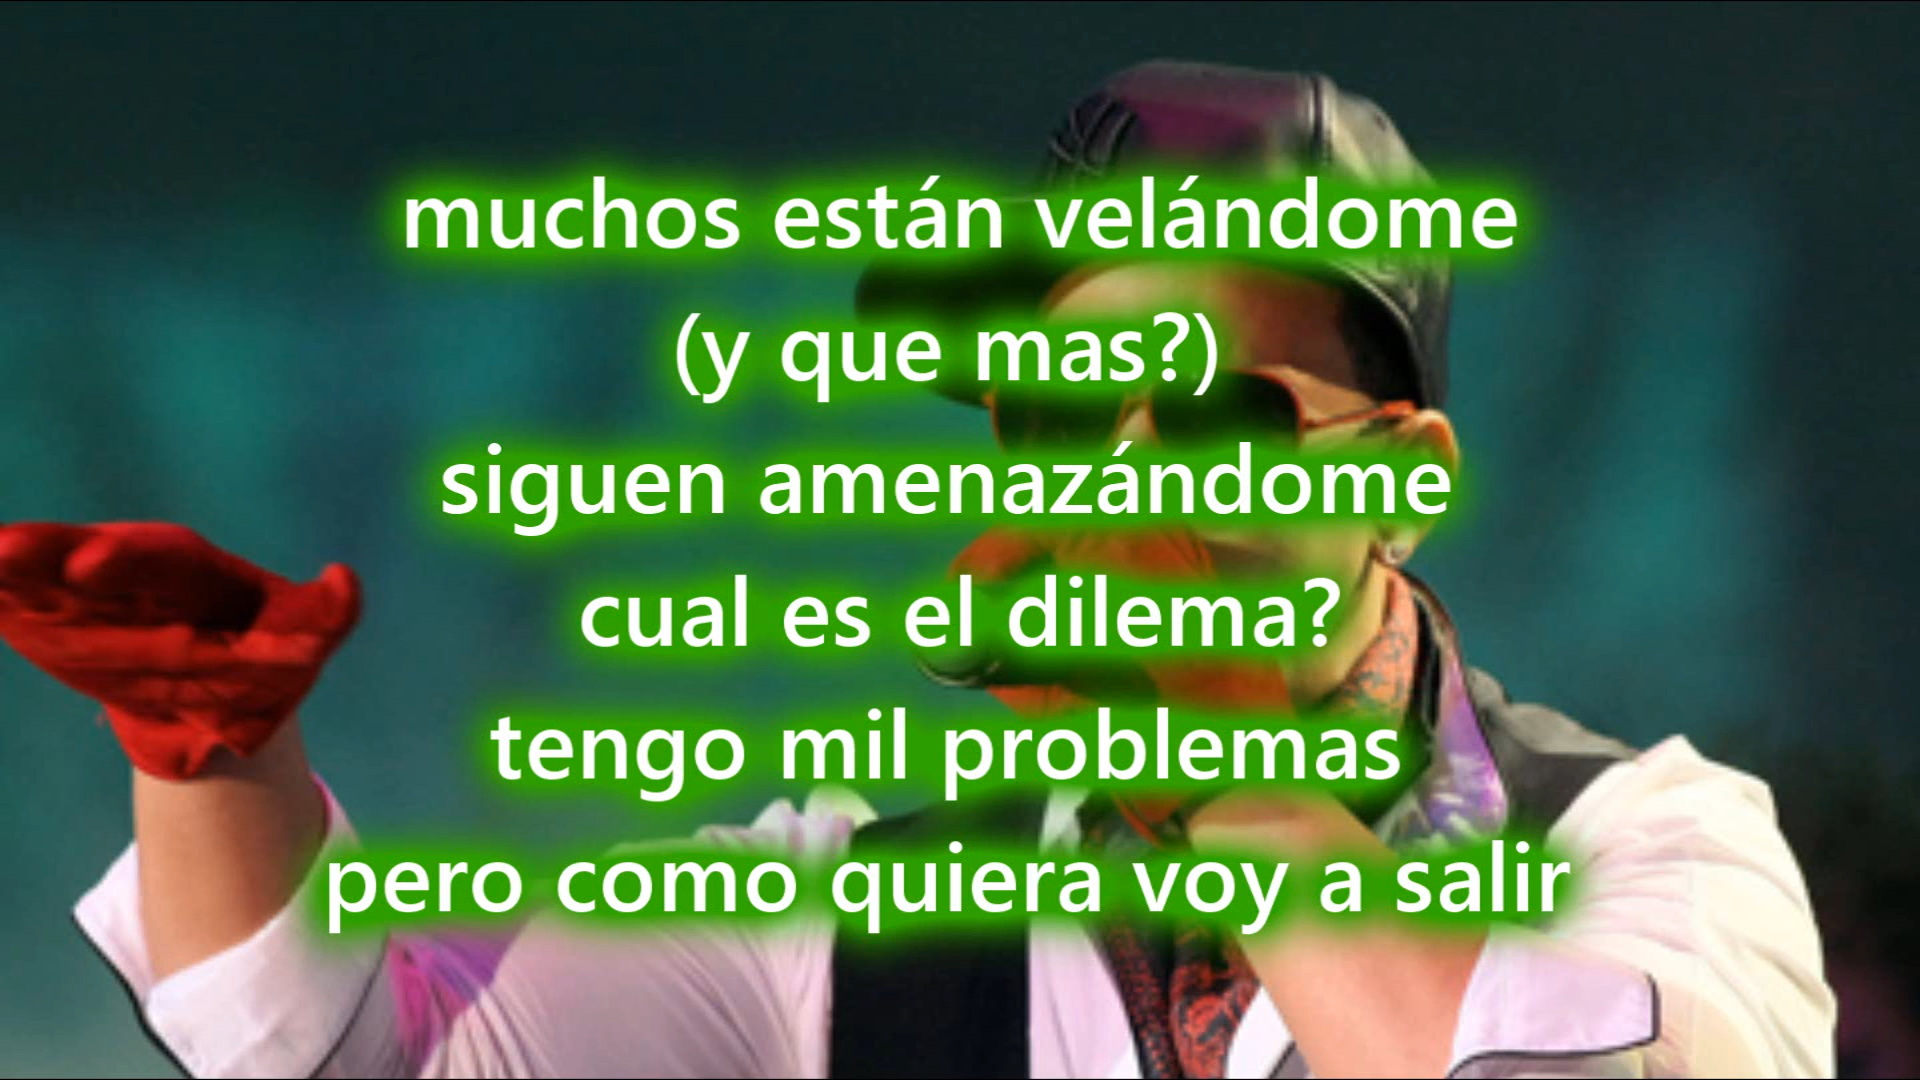 muchos están velándome
(y que mas?)
siguen amenazándome
cual es el dilema?
tengo mil problemas
pero como quiera voy a salir